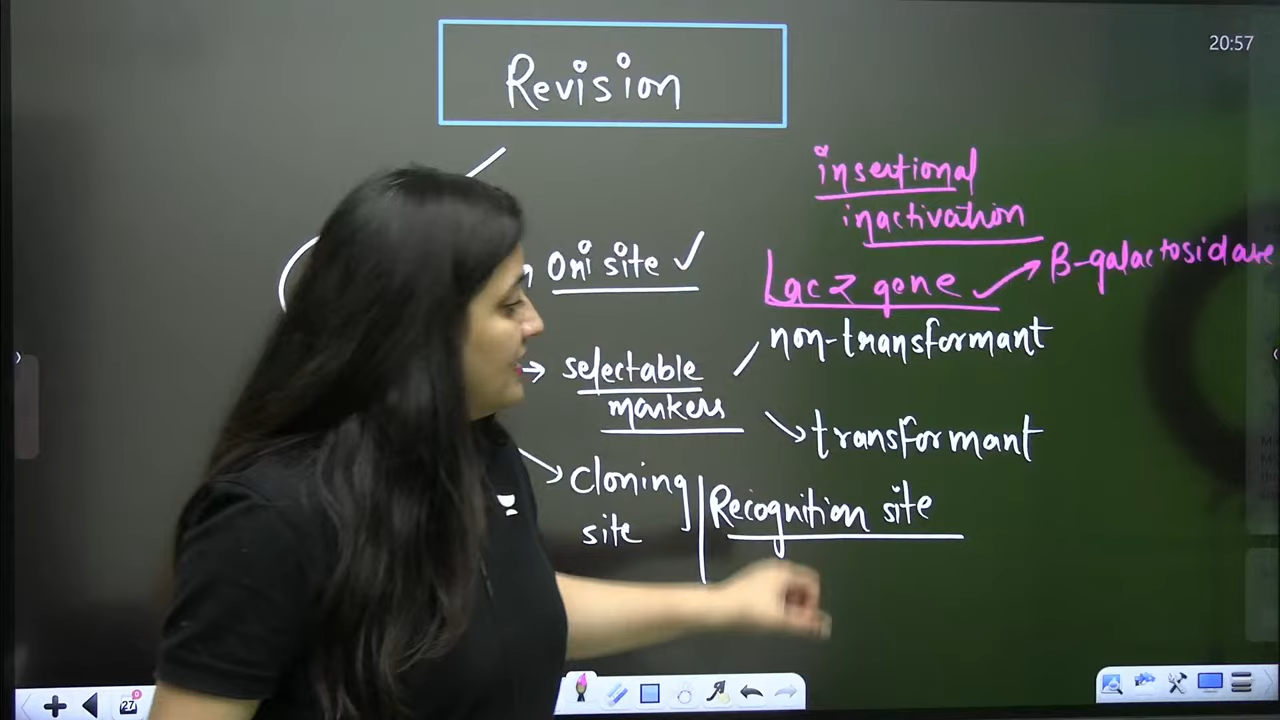 20:57
Revision
insertional
inactivation
Ori site ✓
Lac z gene
β-galactosidase
non-transformant
selectable
markers
transformant
Cloning
site
Recognition site
27